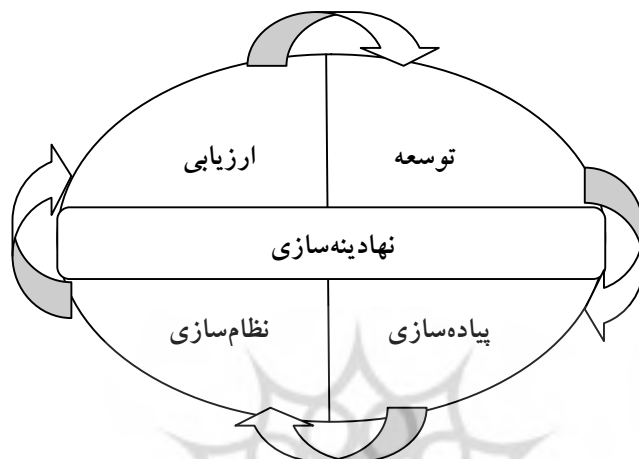 توسعه
ارزیابی
نهادینه‌سازی
پیاده‌سازی
نظام‌سازی